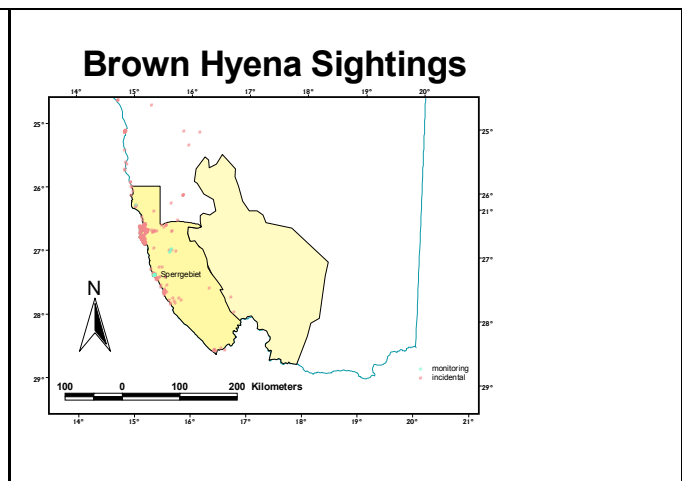 Brown Hyena Sightings
14° 15° 16° 17° 18° 19° 20°
25° 25°
26° 26°
21°
27° 27°
Sperrgebiet
N
28° 28°
monitoring
incidental
29° 29°
100 0 100 200 Kilometers
14° 15° 16° 17° 18° 19° 20° 21°